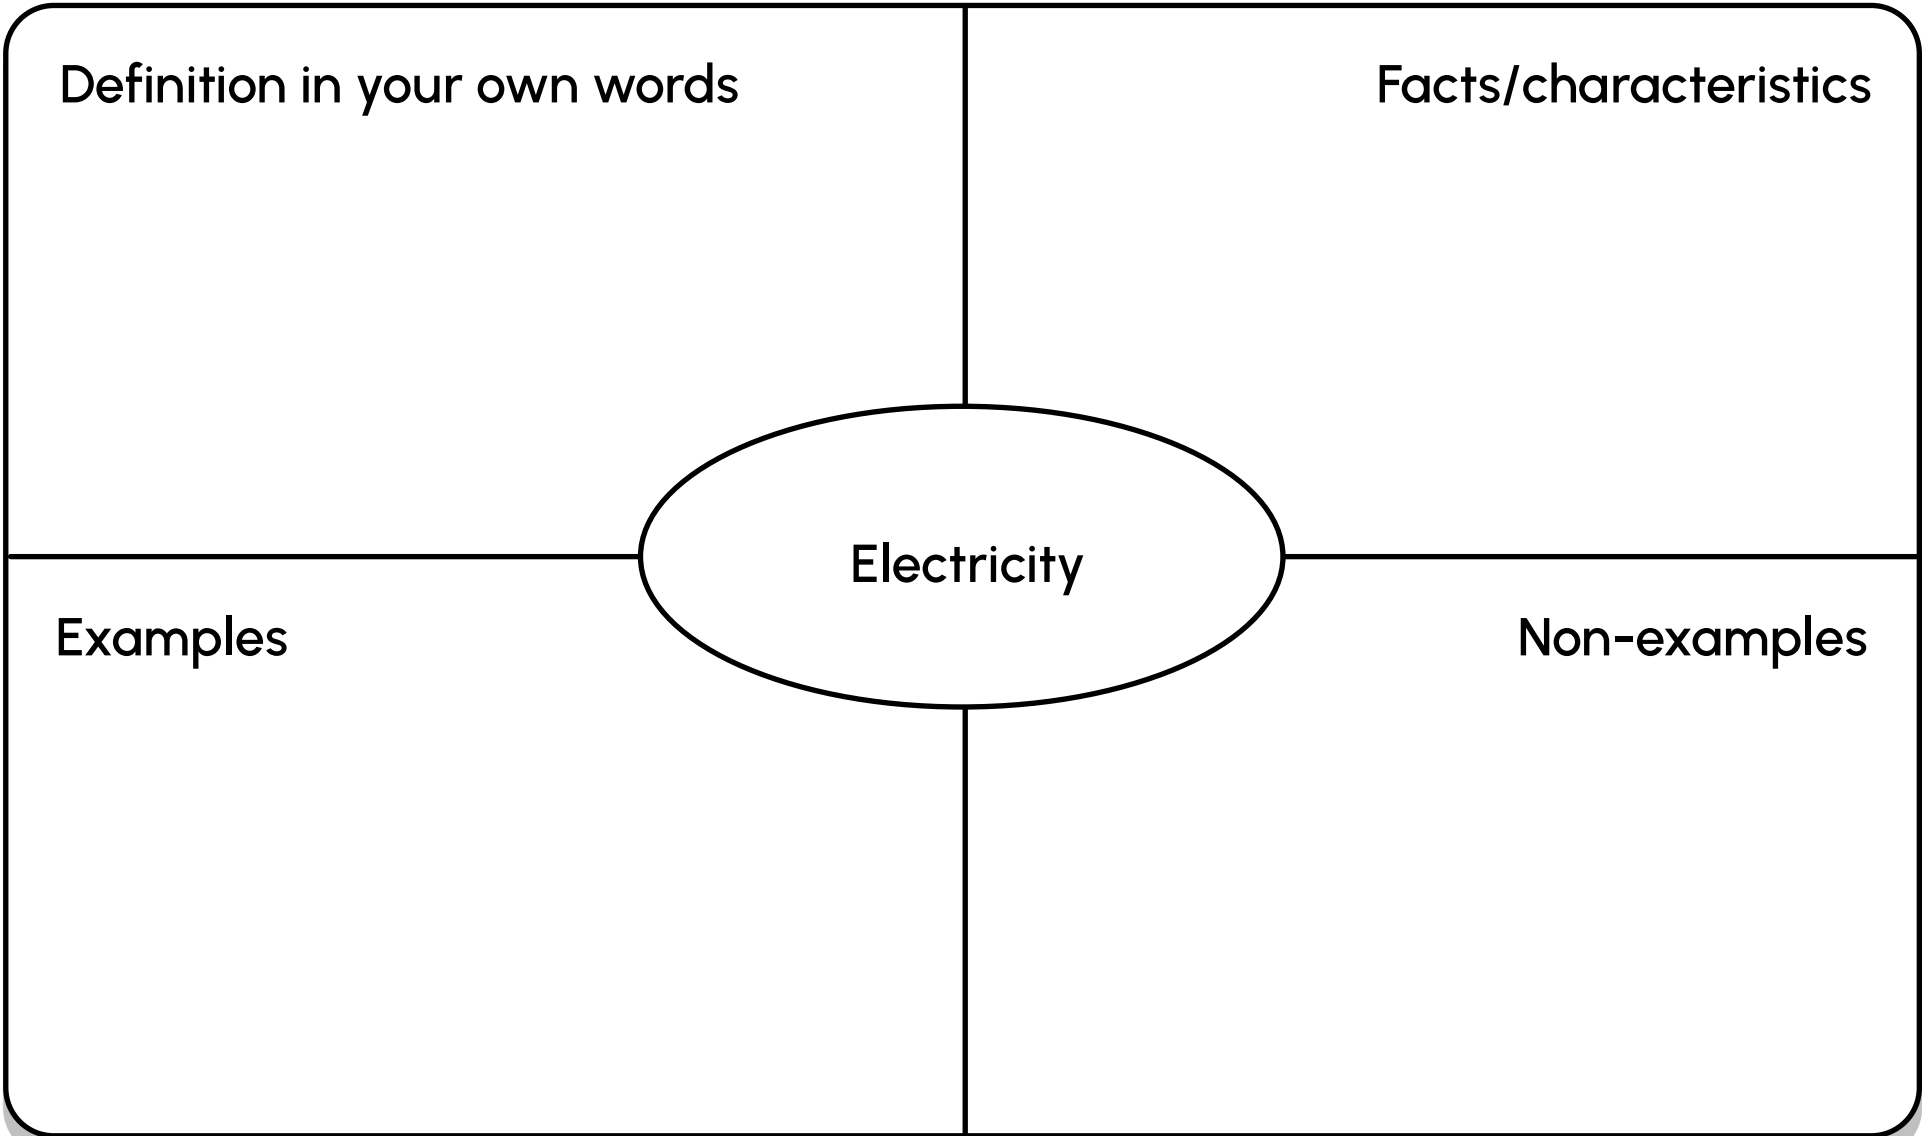 Definition in your own words
Facts/characteristics
Electricity
Examples
Non-examples